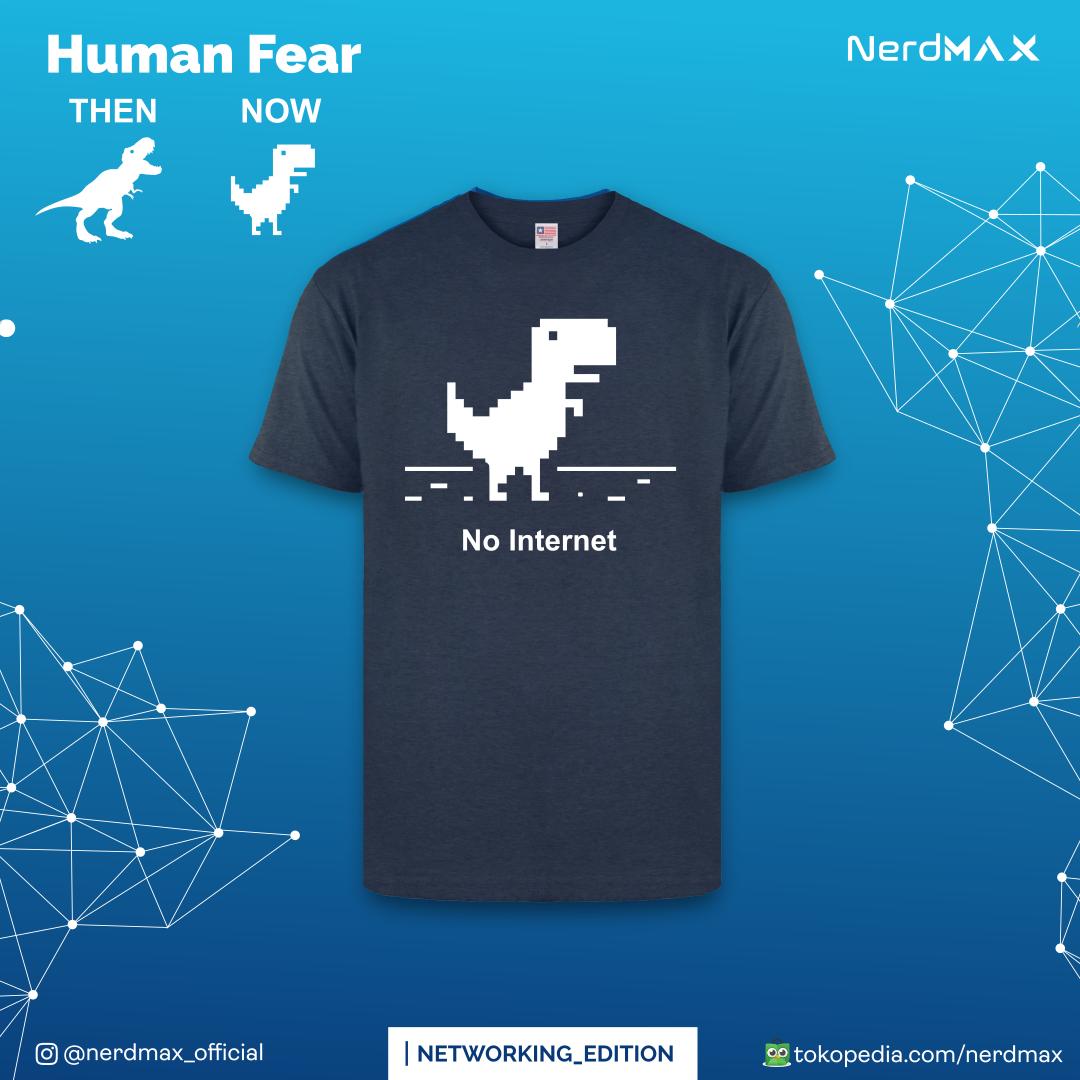 Human Fear
NerdMAX
THEN NOW
No Internet
@nerdmax_official
| NETWORKING_EDITION
tokopedia.com/nerdmax